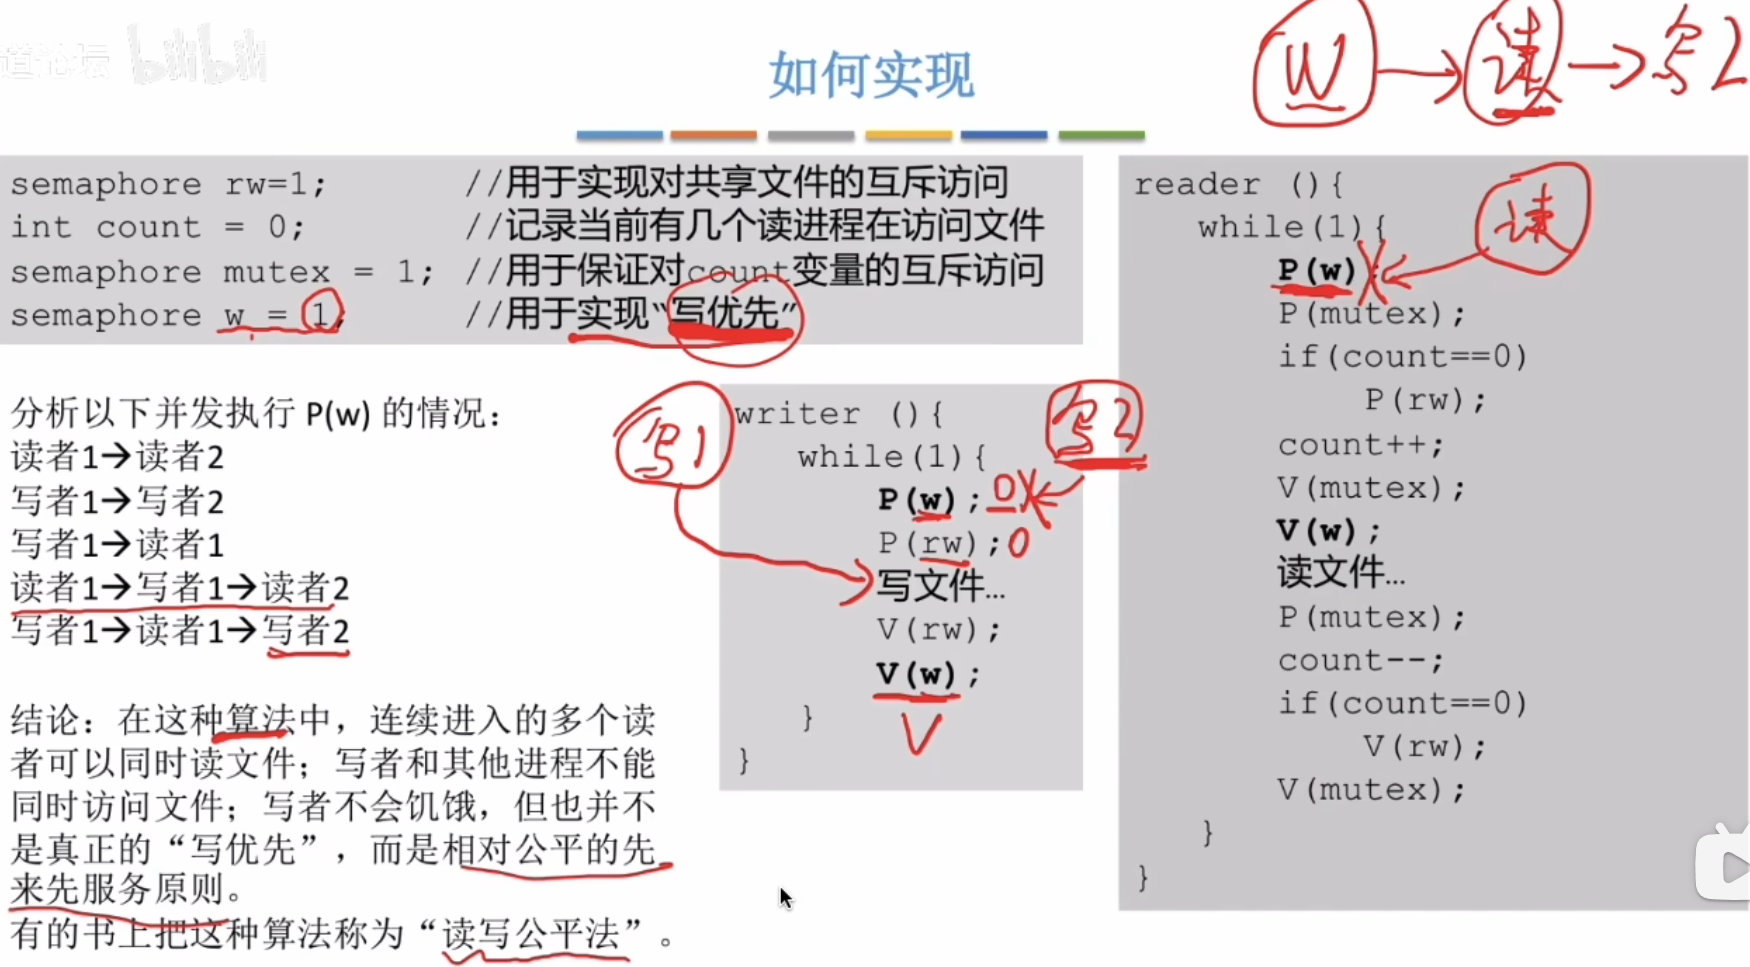 道论坛 bilibili
如何实现
W → 读 → 写2
semaphore rw=1; //用于实现对共享文件的互斥访问
int count = 0; //记录当前有几个读进程在访问文件
semaphore mutex = 1; //用于保证对count变量的互斥访问
semaphore w = 1; //用于实现“写优先”
分析以下并发执行 P(w) 的情况：
读者1→读者2
写者1→写者2
写者1→读者1
读者1→写者1→读者2
写者1→读者1→写者2
结论：在这种算法中，连续进入的多个读
者可以同时读文件；写者和其他进程不能
同时访问文件；写者不会饥饿，但也并不
是真正的“写优先”，而是相对公平的先
来先服务原则。
有的书上把这种算法称为“读写公平法”。
写1
writer (){
写2
while(1){
P(w); 0
P(rw); 0
写文件…
V(rw);
V(w);
V
}
}
reader (){
读
while(1){
P(w);
P(mutex);
if(count==0)
P(rw);
count++;
V(mutex);
V(w);
读文件…
P(mutex);
count--;
if(count==0)
V(rw);
V(mutex);
}
}